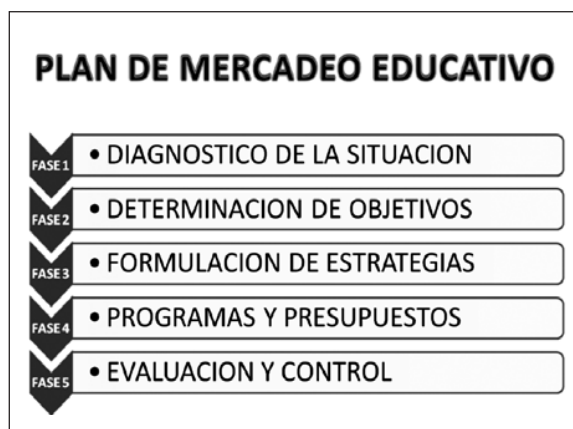 PLAN DE MERCADEO EDUCATIVO
FASE 1 • DIAGNOSTICO DE LA SITUACION
FASE 2 • DETERMINACION DE OBJETIVOS
FASE 3 • FORMULACION DE ESTRATEGIAS
FASE 4 • PROGRAMAS Y PRESUPUESTOS
FASE 5 • EVALUACION Y CONTROL